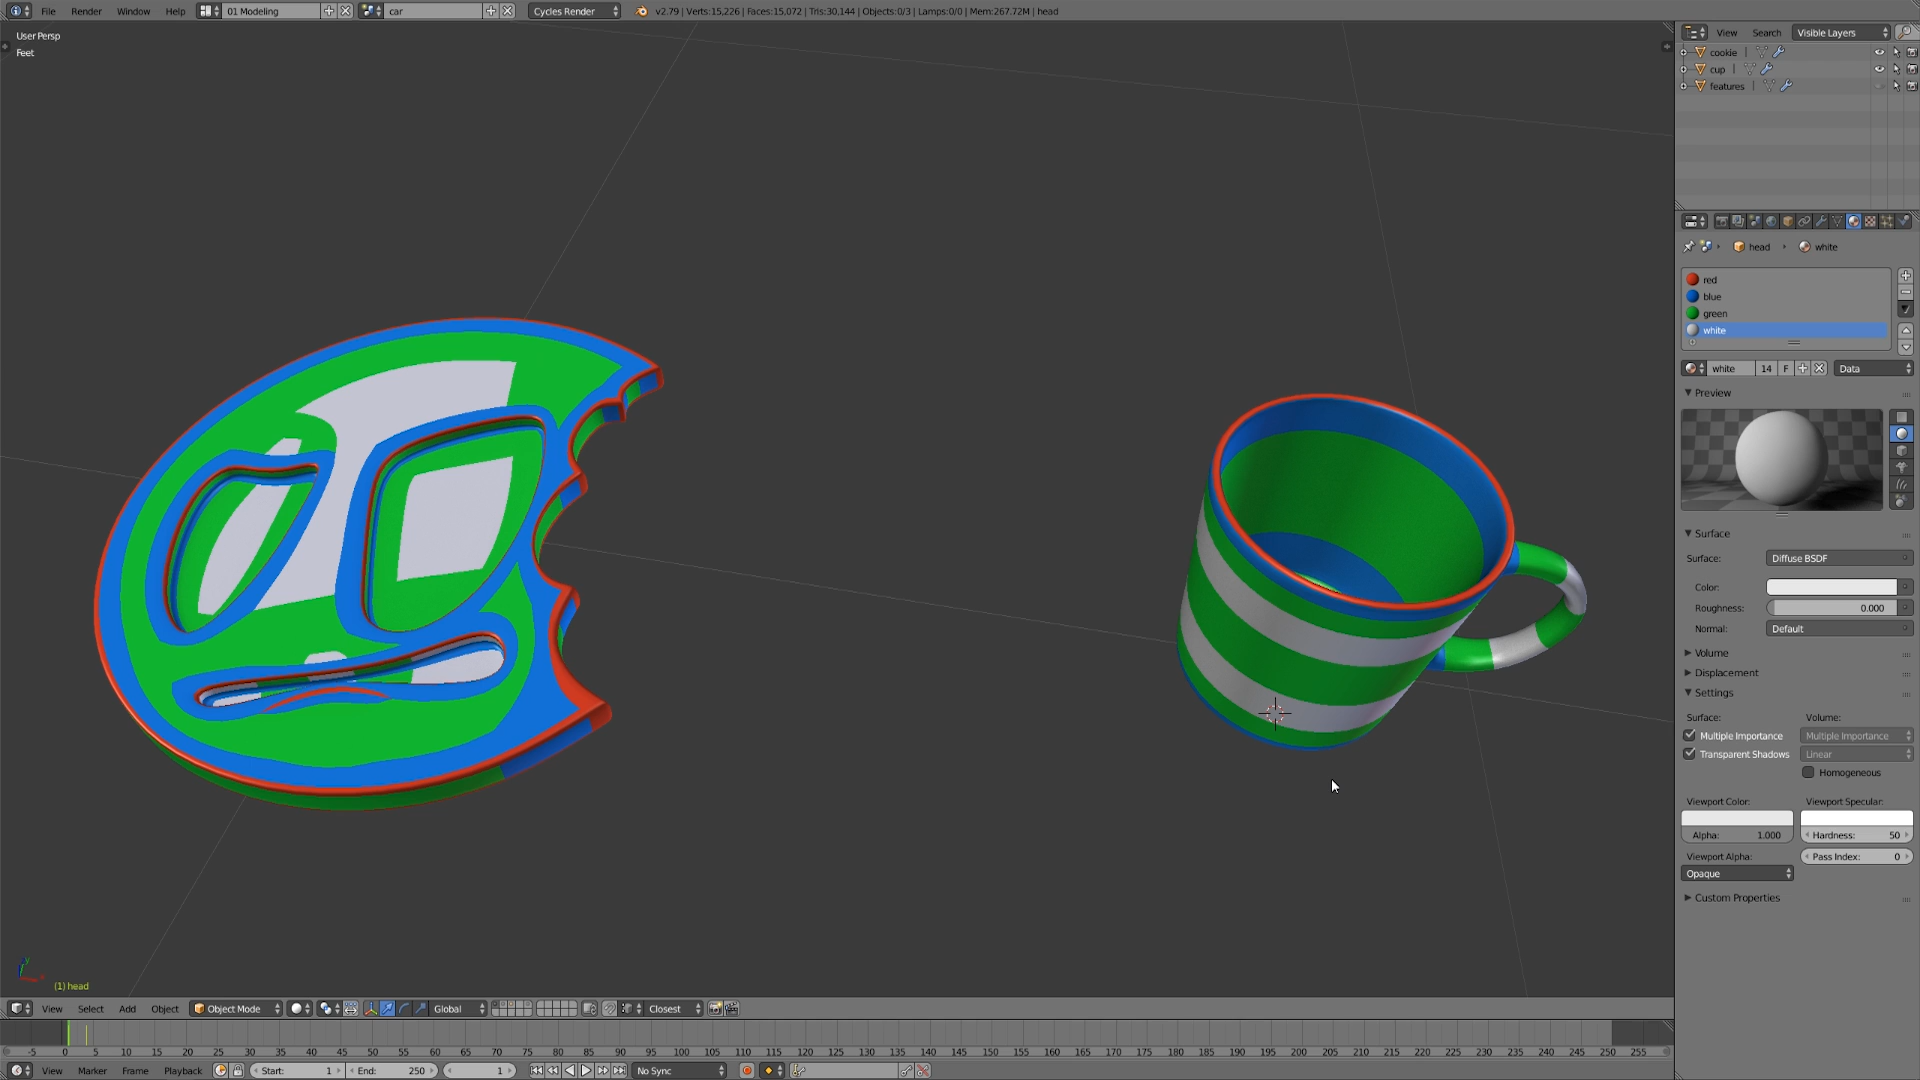 File Render Window Help 01 Modeling car Cycles Render v2.79 | Verts:15,226 | Faces:15,072 | Tris:30,144 | Objects:0/3 | Lamps:0/0 | Mem:267.72M | head
User Persp
Feet
(1) head
View Search Visible Layers
cookie
cup
features
head white
red
blue
green
white
white 14 F Data
Preview
Surface
Surface: Diffuse BSDF
Color:
Roughness: 0.000
Normal: Default
Volume
Displacement
Settings
Surface: Volume:
Multiple Importance Multiple Importance
Transparent Shadows Linear
Homogeneous
Viewport Color: Viewport Specular:
Alpha: 1.000 Hardness: 50
Viewport Alpha: Pass Index: 0
Opaque
Custom Properties
View Select Add Object Object Mode Global Closest
-5 0 5 10 15 20 25 30 35 40 45 50 55 60 65 70 75 80 85 90 95 100 105 110 115 120 125 130 135 140 145 150 155 160 165 170 175 180 185 190 195 200 205 210 215 220 225 230 235 240 245 250 255
View Marker Frame Playback Start: 1 End: 250 1 No Sync